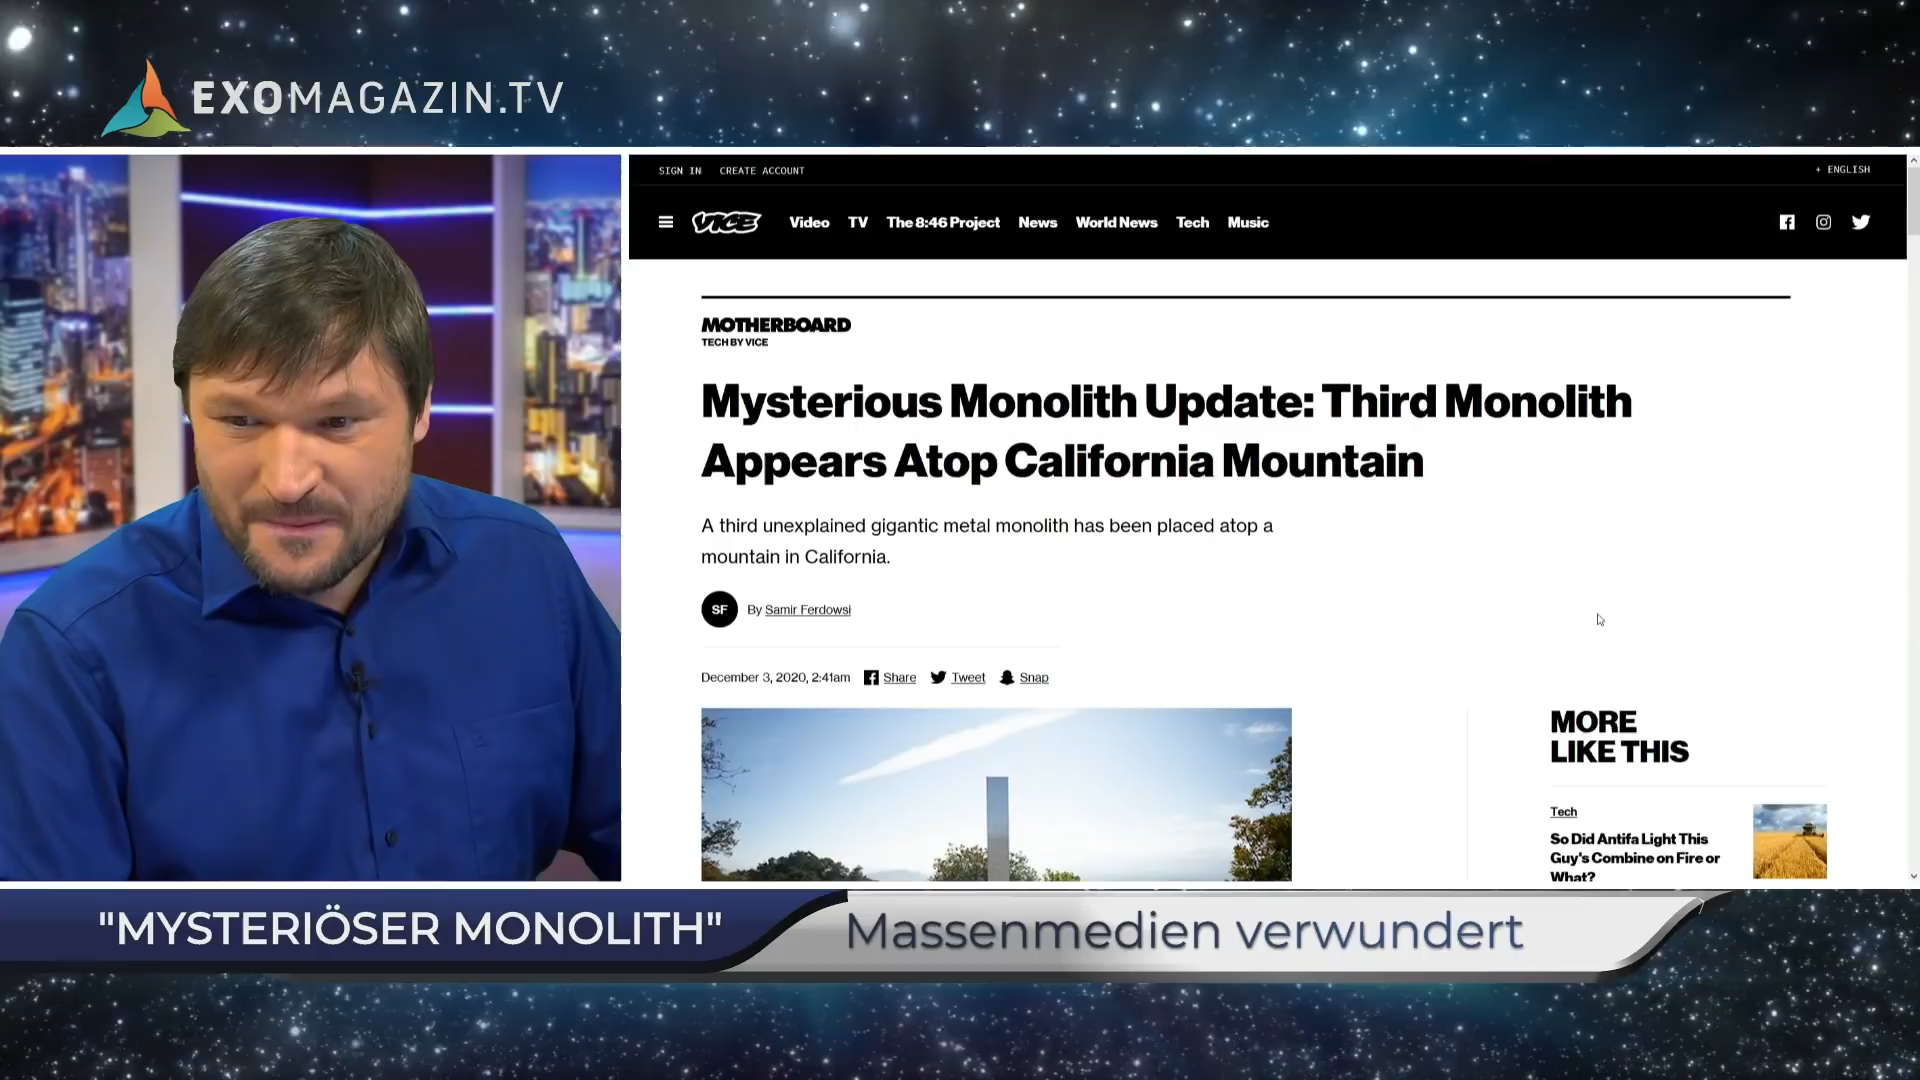 EXOMAGAZIN.TV
SIGN IN CREATE ACCOUNT
+ ENGLISH
VICE Video TV The 8:46 Project News World News Tech Music
MOTHERBOARD
TECH BY VICE
Mysterious Monolith Update: Third Monolith
Appears Atop California Mountain
A third unexplained gigantic metal monolith has been placed atop a
mountain in California.
SF By Samir Ferdowsi
December 3, 2020, 2:41am Share Tweet Snap
MORE
LIKE THIS
Tech
So Did Antifa Light This
Guy's Combine on Fire or
What?
"MYSTERIÖSER MONOLITH" Massenmedien verwundert